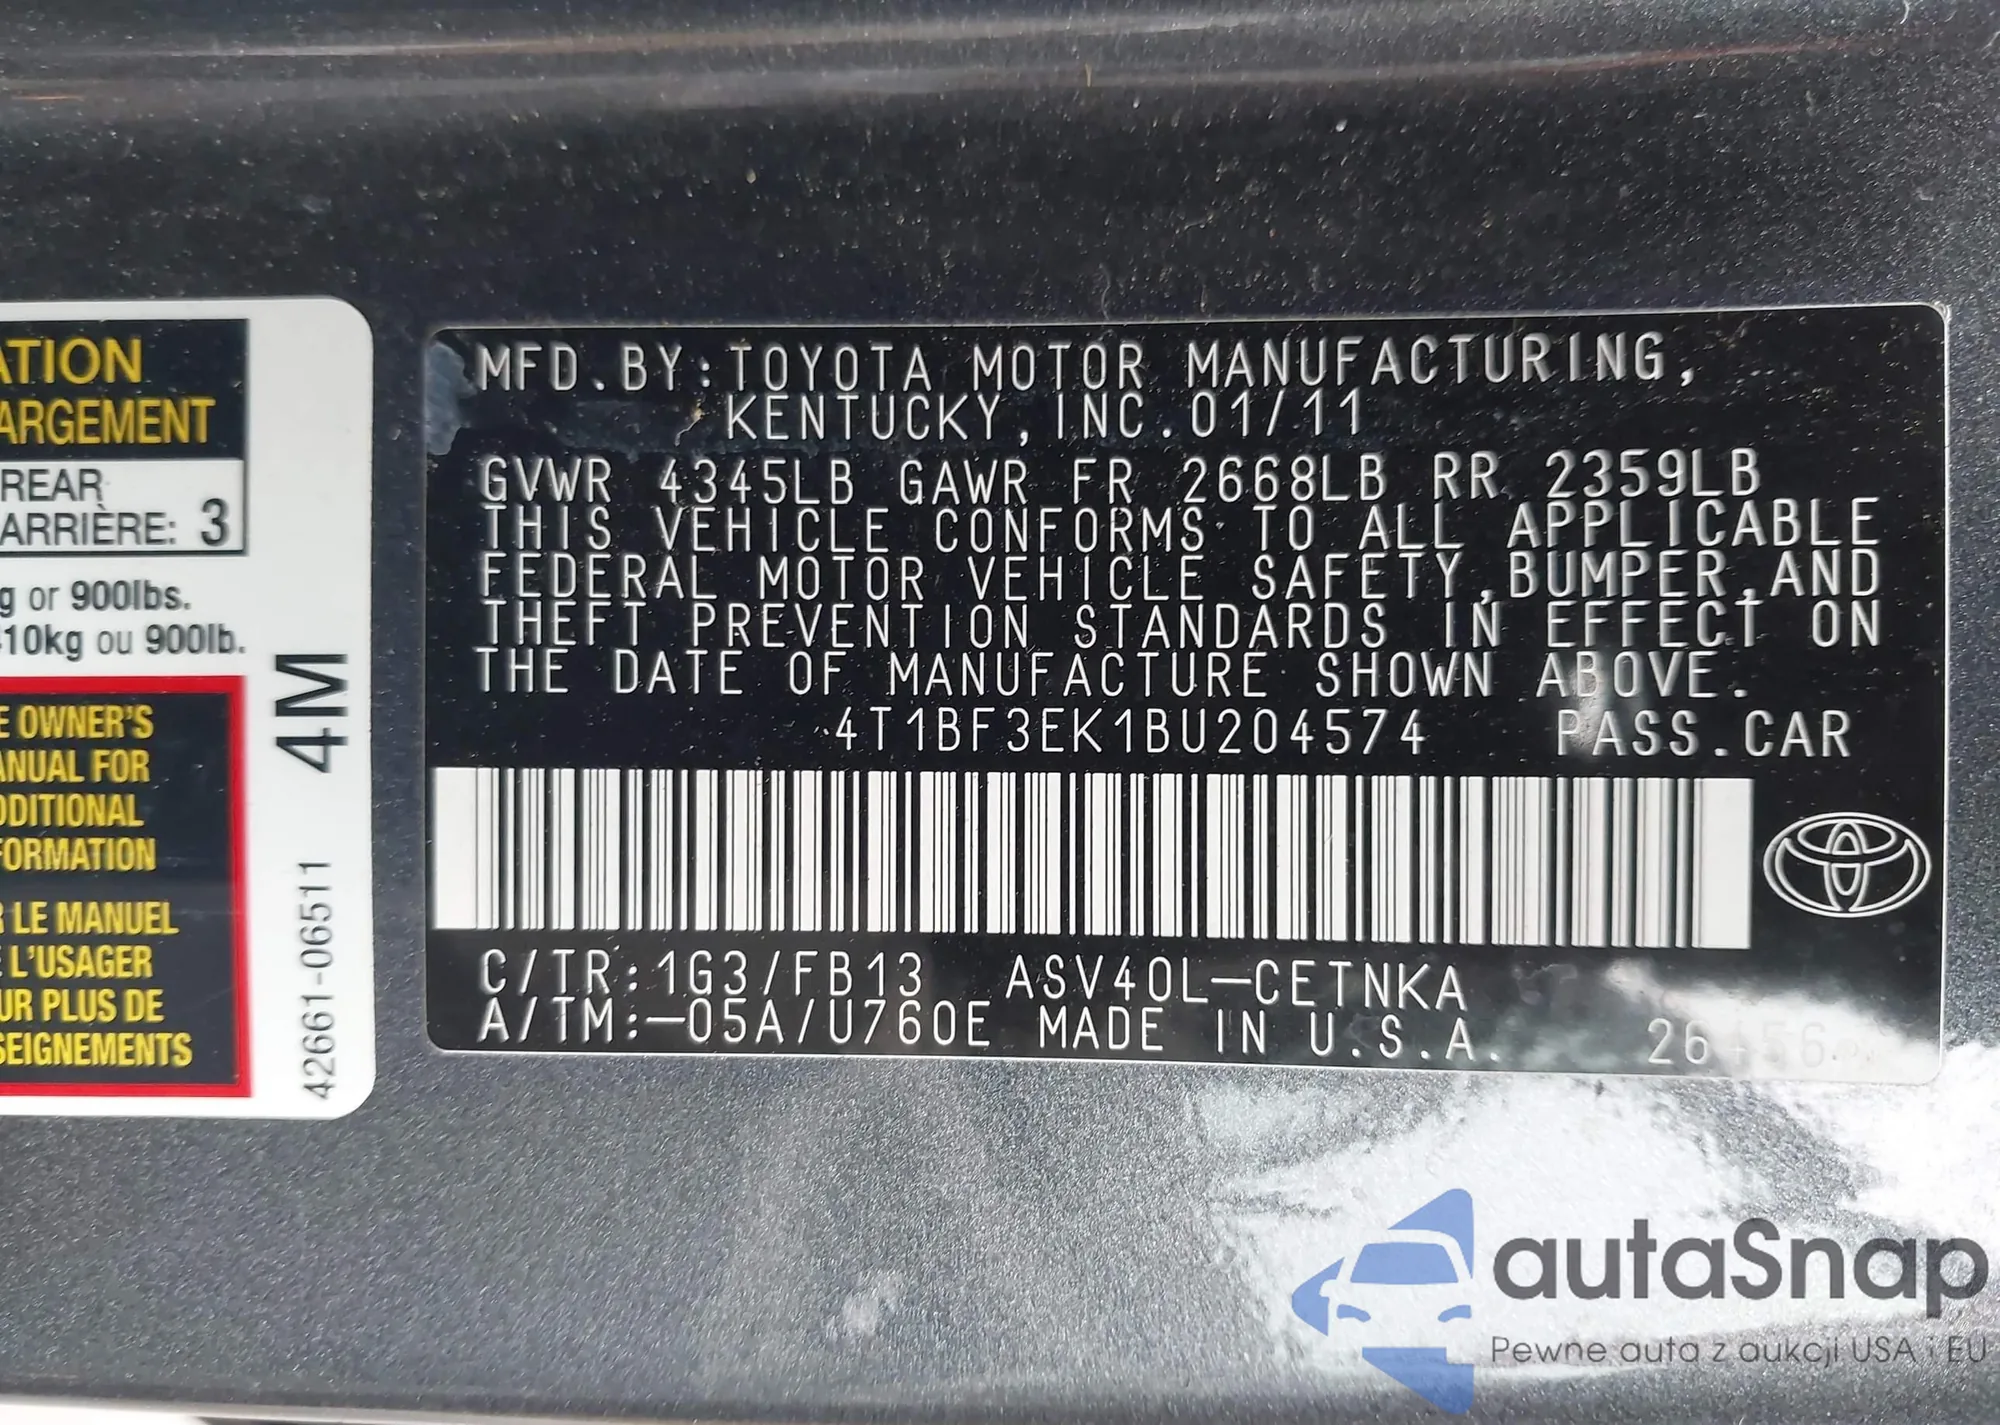 ATION
ARGEMENT
REAR
ARRIÈRE: 3
g or 900lbs.
10kg ou 900lb.
E OWNER'S
ANUAL FOR
DDITIONAL
FORMATION
R LE MANUEL
E L'USAGER
UR PLUS DE
SEIGNEMENTS
4M
42661-06511
MFD.BY:TOYOTA MOTOR MANUFACTURING,
KENTUCKY, INC.01/11
GVWR 4345LB GAWR FR 2668LB RR 2359LB
THIS VEHICLE CONFORMS TO ALL APPLICABLE
FEDERAL MOTOR VEHICLE SAFETY,BUMPER,AND
THEFT PREVENTION STANDARDS IN EFFECT ON
THE DATE OF MANUFACTURE SHOWN ABOVE.
4T1BF3EK1BU204574 PASS.CAR
C/TR:1G3/FB13 ASV40L-CETNKA
A/TM:-05A/U760E MADE IN U.S.A.
autaSnap
Pewne auta z aukcji USA i EU